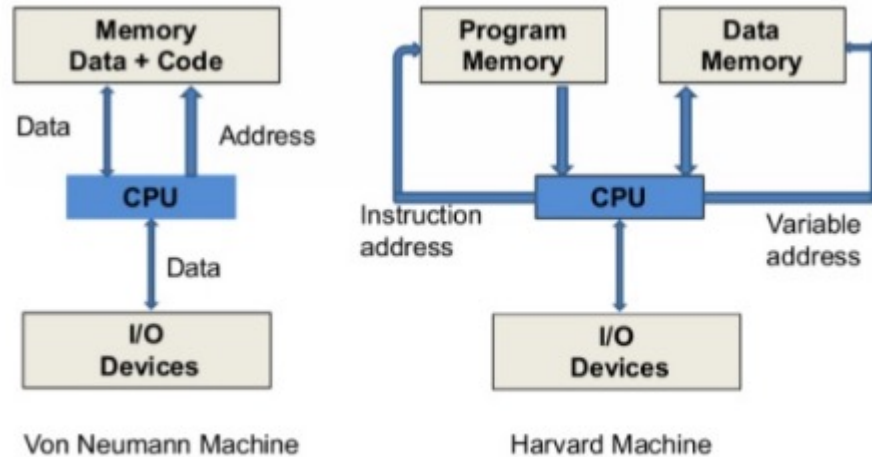 Memory
Data + Code
Data
Address
CPU
Data
I/O
Devices
Von Neumann Machine
Program
Memory
Data
Memory
CPU
Instruction
address
Variable
address
I/O
Devices
Harvard Machine